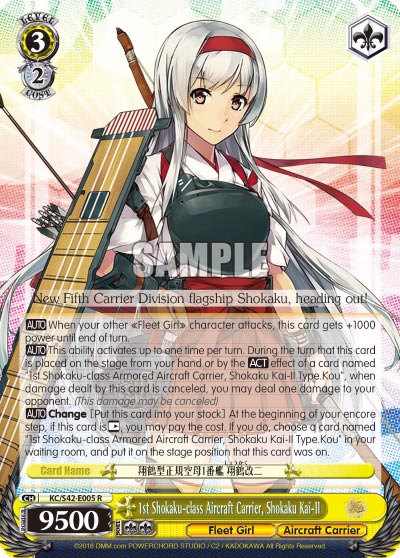 LEVEL
3
2
COST
SAMPLE
New Fifth Carrier Division flagship Shokaku, heading out!
AUTO When your other «Fleet Girl» character attacks, this card gets +1000
power until end of turn.
AUTO This ability activates up to one time per turn. During the turn that this card
is placed on the stage from your hand or by the ACT effect of a card named
"1st Shokaku-class Armored Aircraft Carrier, Shokaku Kai-II Type Kou", when
damage dealt by this card is canceled, you may deal one damage to your
opponent. (This damage may be canceled)
AUTO Change [Put this card into your stock] At the beginning of your encore
step, if this card is , you may pay the cost. If you do, choose a card named
"1st Shokaku-class Armored Aircraft Carrier, Shokaku Kai-II Type Kou" in your
waiting room, and put it on the stage position that this card was on.
Card Name
翔鶴型正規空母1番艦 翔鶴改二
CH
KC/S42-E005 R
1st Shokaku-class Aircraft Carrier, Shokaku Kai-II
POWER
9500
Fleet Girl
Aircraft Carrier
©2016 DMM.com POWERCHORD STUDIO / C2 / KADOKAWA All Rights Reserved.